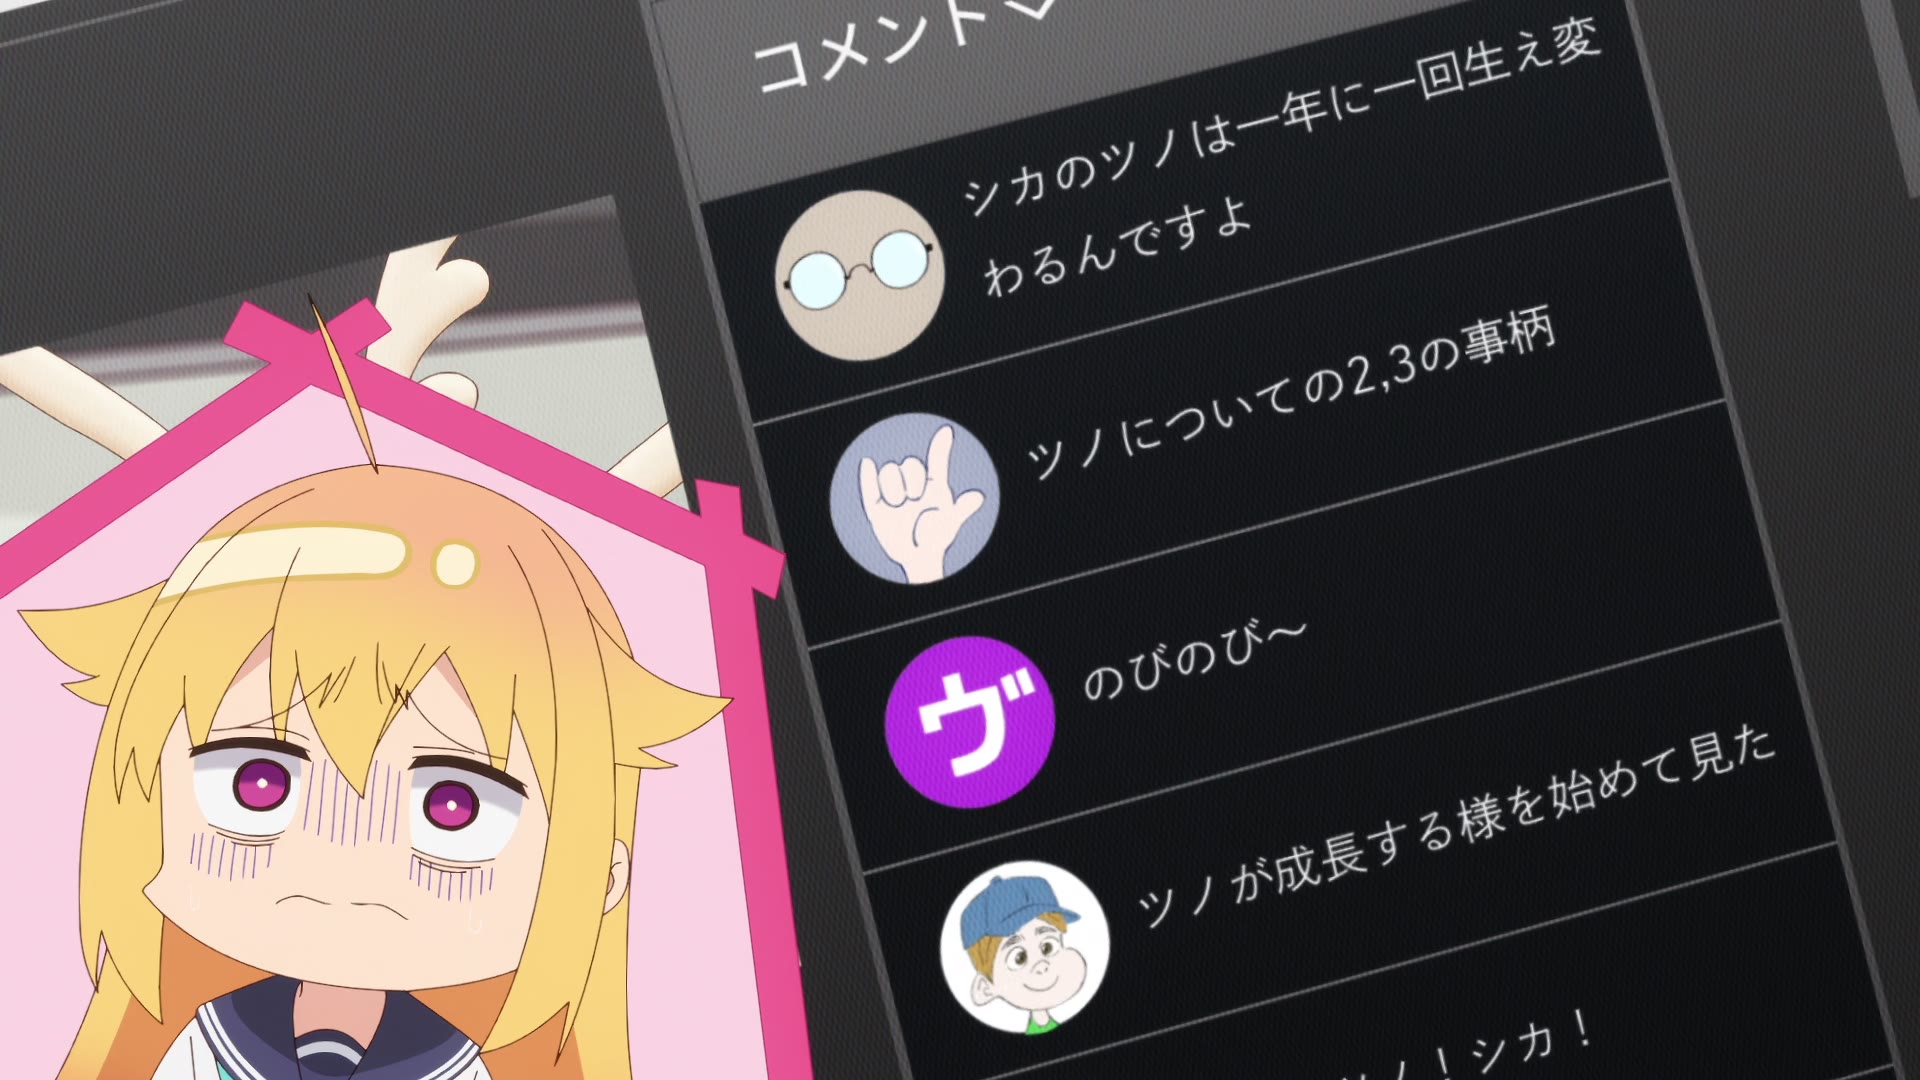 コメント
シカのツノは一年に一回生え変
わるんですよ
ツノについての2,3の事柄
ヴ
のびのび～
ツノが成長する様を始めて見た
ノ！シカ！